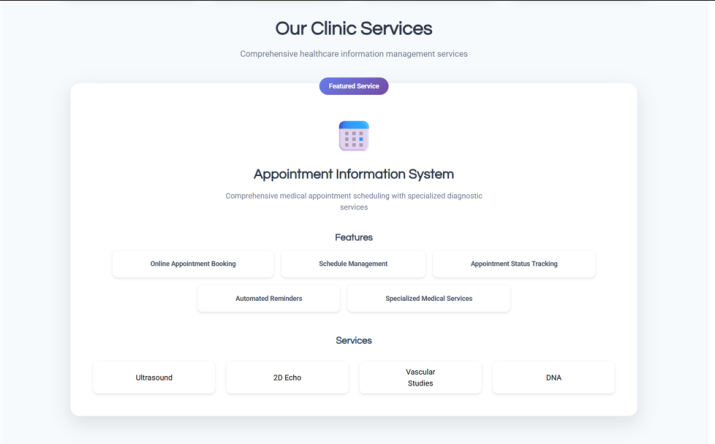 Our Clinic Services
Comprehensive healthcare information management services
Featured Service
Appointment Information System
Comprehensive medical appointment scheduling with specialized diagnostic
services
Features
Online Appointment Booking
Schedule Management
Appointment Status Tracking
Automated Reminders
Specialized Medical Services
Services
Ultrasound
2D Echo
Vascular
Studies
DNA